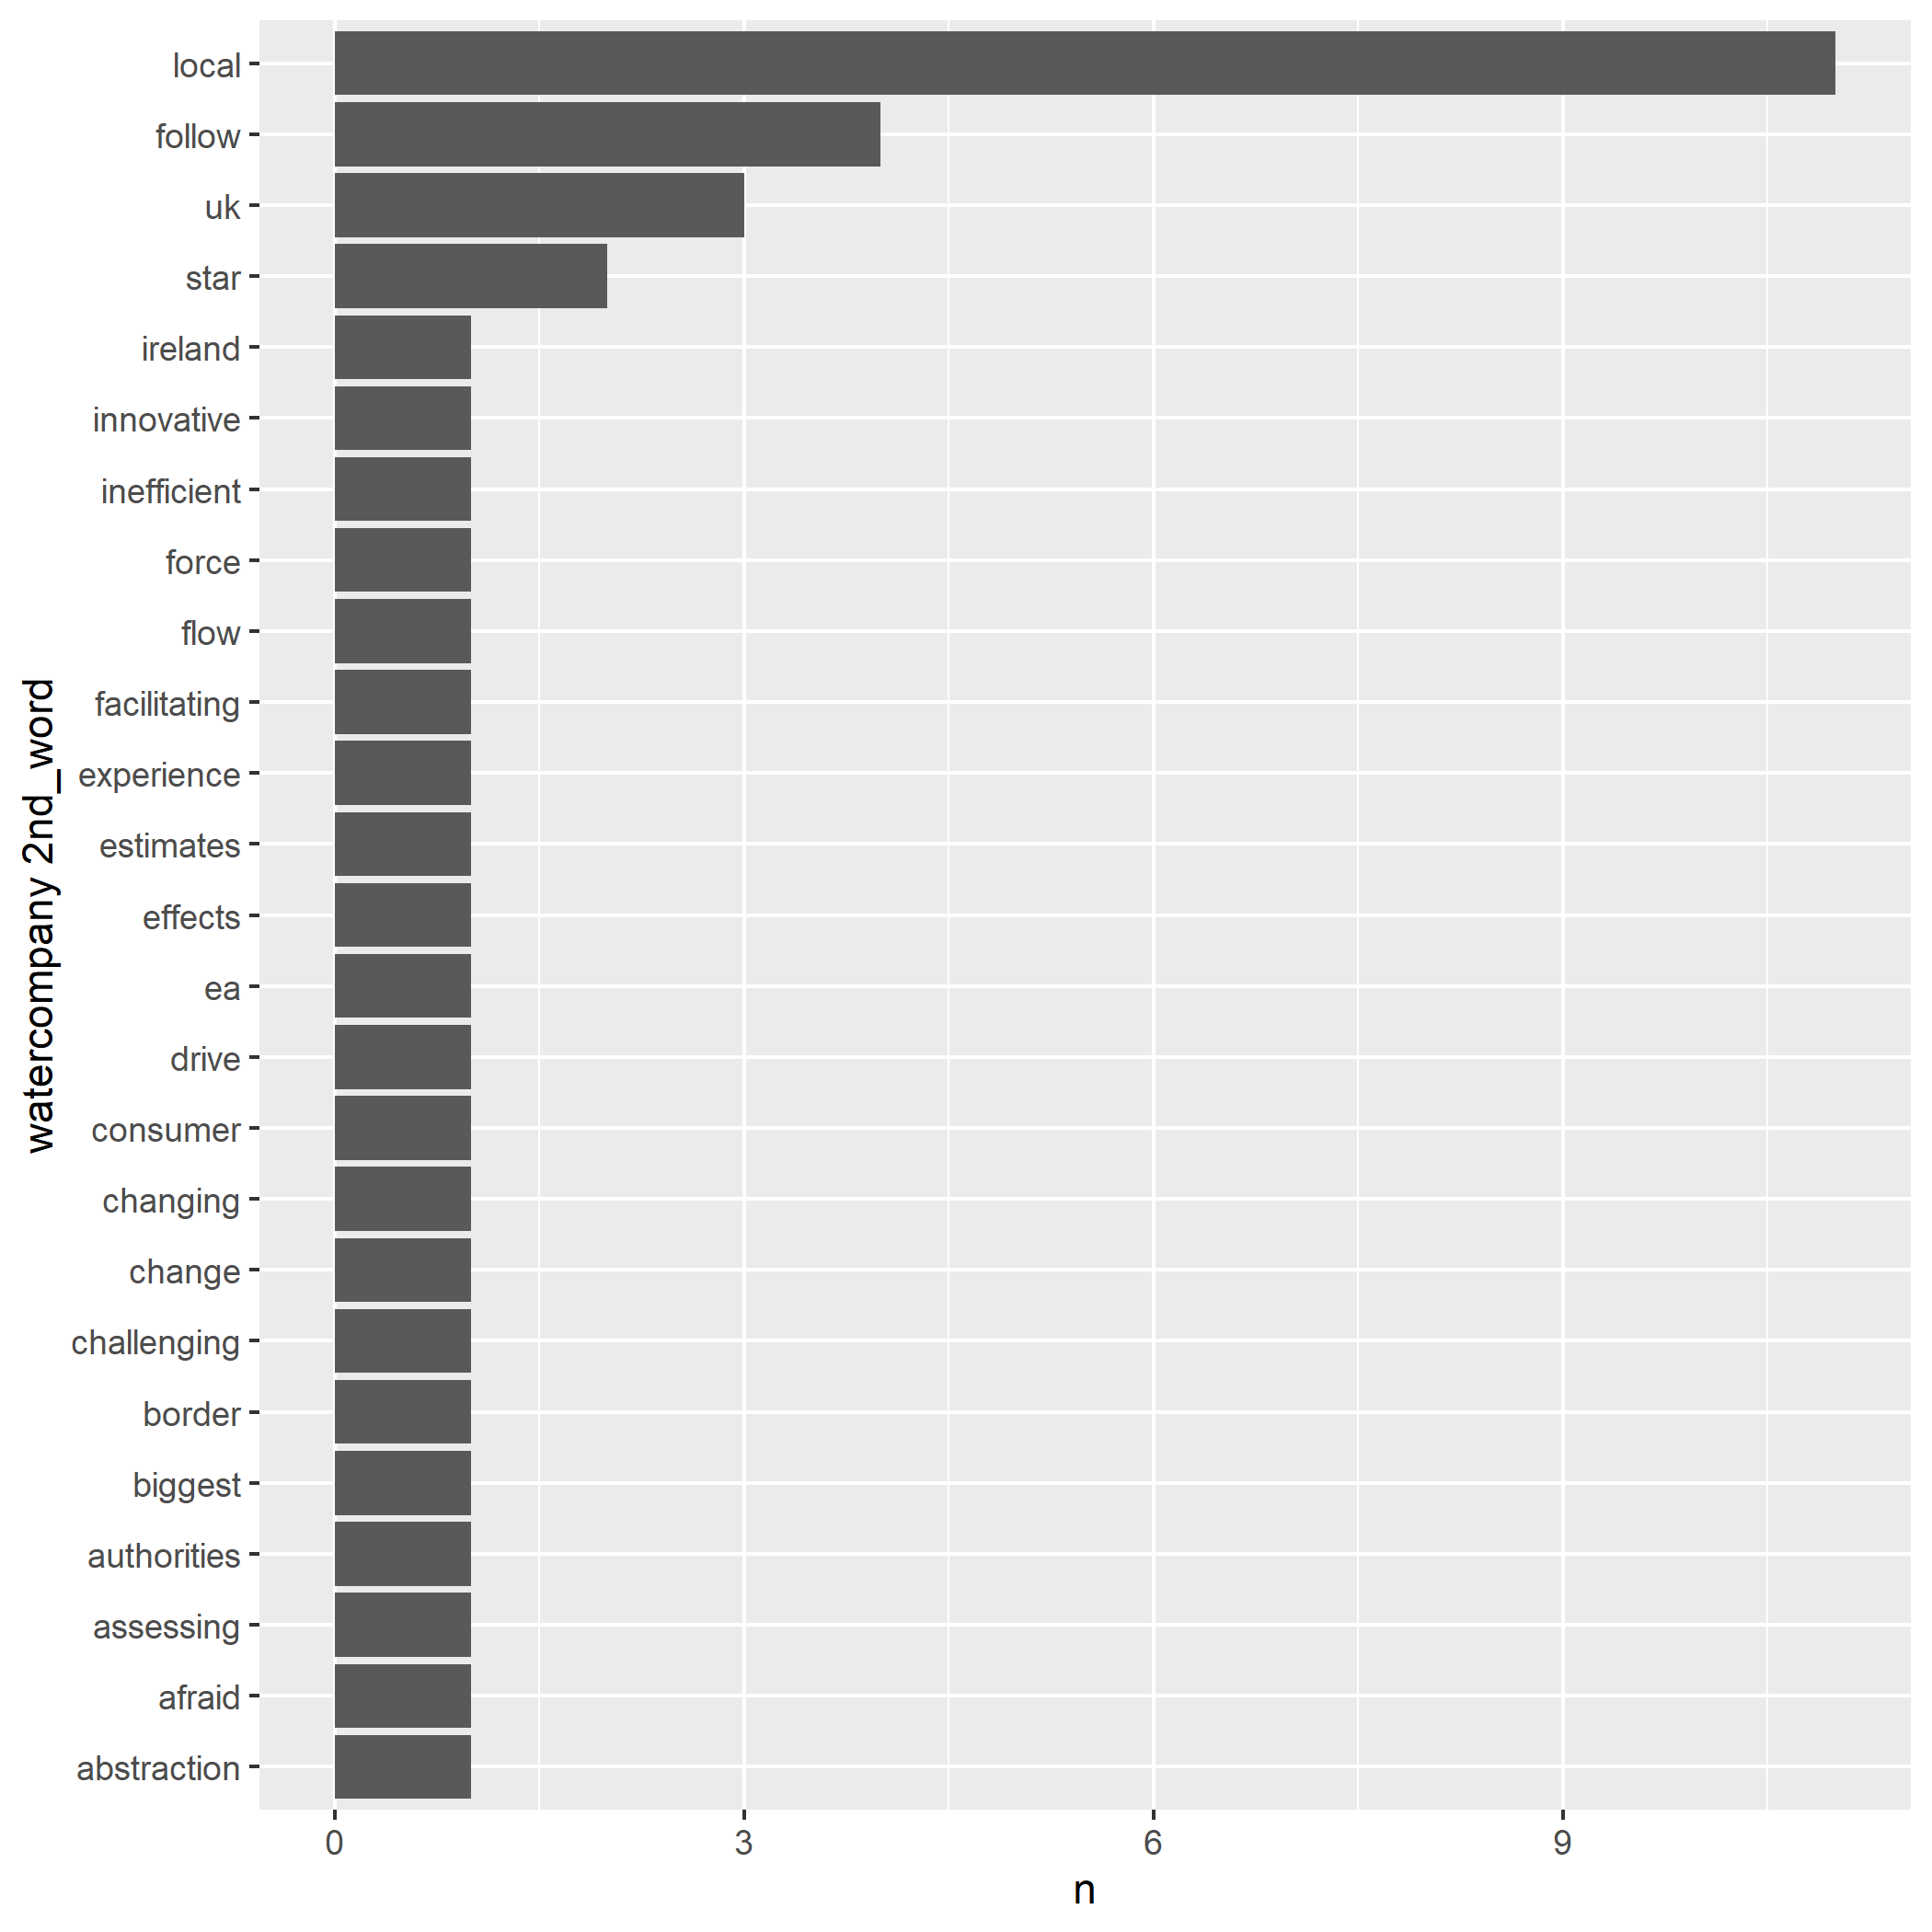 local
follow
uk
star
ireland
innovative
inefficient
force
flow
facilitating
experience
estimates
effects
ea
drive
consumer
changing
change
challenging
border
biggest
authorities
assessing
afraid
abstraction
watercompany 2nd_word
0 3 6 9
n